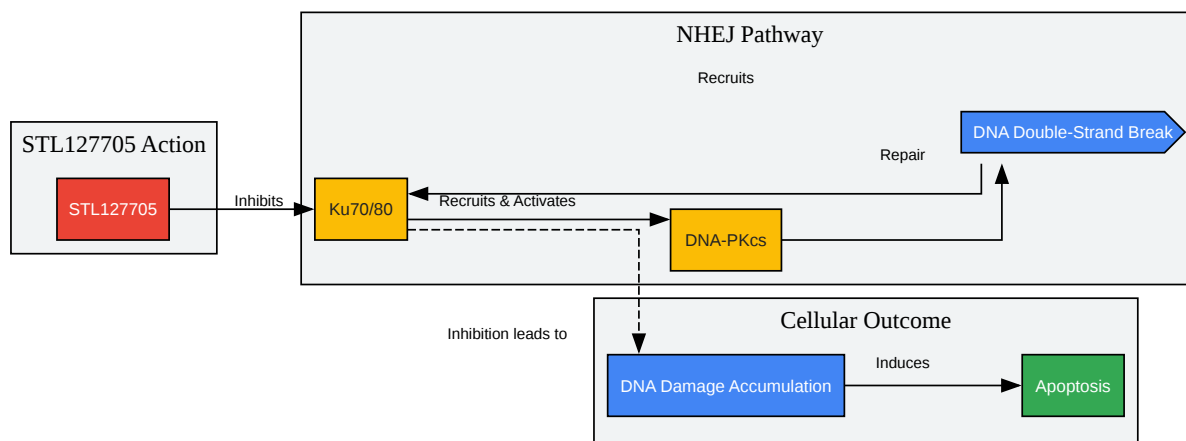 NHEJ Pathway
Recruits
DNA Double-Strand Break
STL127705 Action
Repair
STL127705
Inhibits
Ku70/80
Recruits & Activates
DNA-PKcs
Cellular Outcome
Inhibition leads to
DNA Damage Accumulation
Induces
Apoptosis